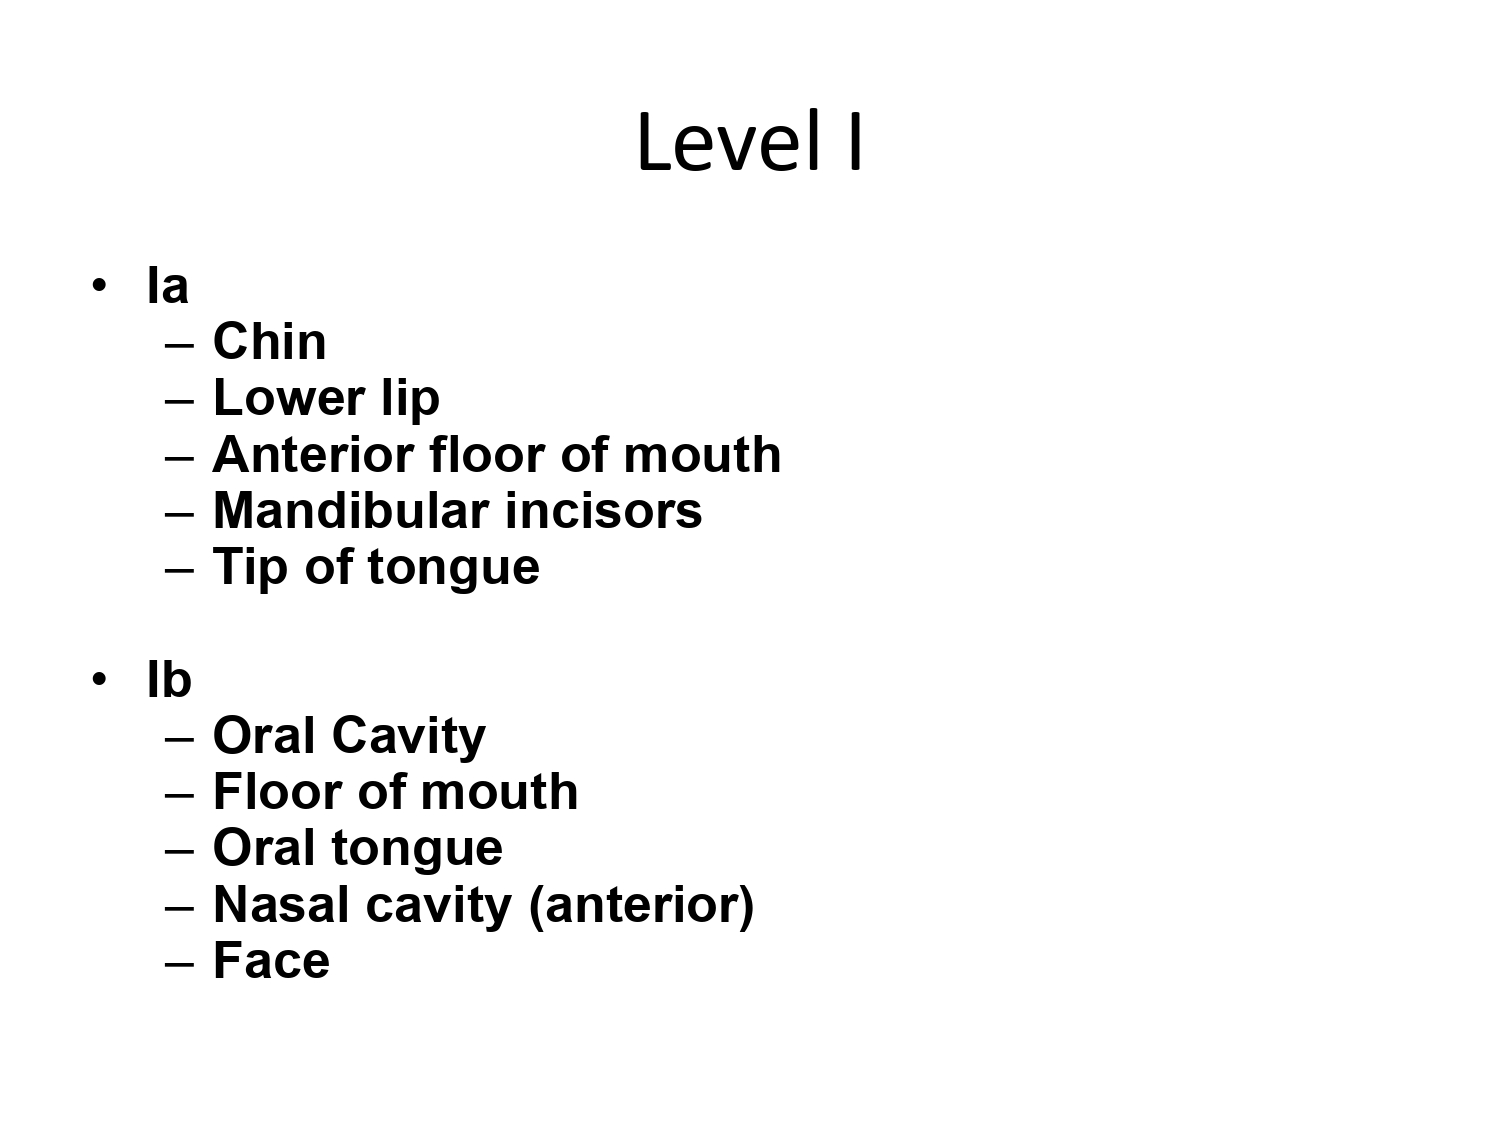 Level I
• Ia
– Chin
– Lower lip
– Anterior floor of mouth
– Mandibular incisors
– Tip of tongue
• Ib
– Oral Cavity
– Floor of mouth
– Oral tongue
– Nasal cavity (anterior)
– Face